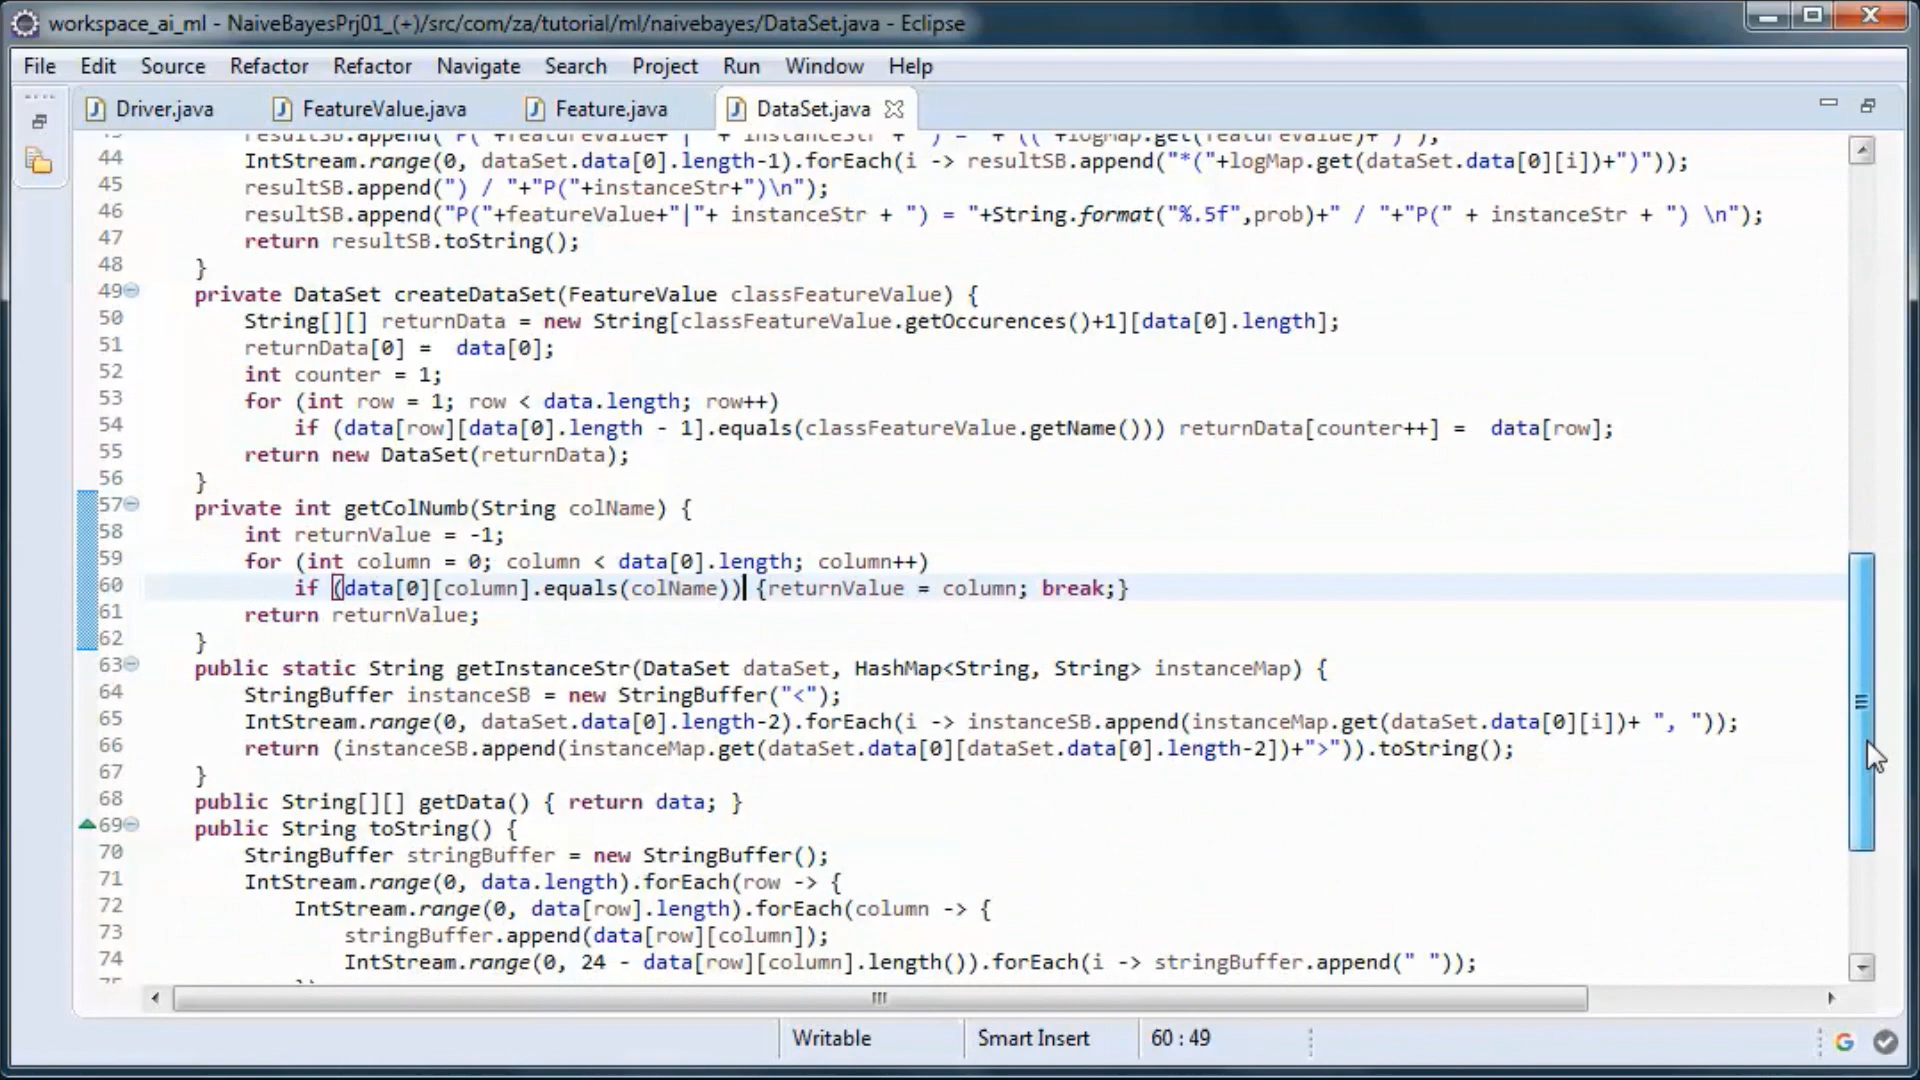 workspace_ai_ml - NaiveBayesPrj01_(+)/src/com/za/tutorial/ml/naivebayes/DataSet.java - Eclipse
File Edit Source Refactor Refactor Navigate Search Project Run Window Help
Driver.java FeatureValue.java Feature.java DataSet.java
44 IntStream.range(0, dataSet.data[0].length-1).forEach(i -> resultSB.append("*("+logMap.get(dataSet.data[0][i])+")"));
45 resultSB.append(") / "+"P("+instanceStr+")\n");
46 resultSB.append("P("+featureValue+"|"+ instanceStr + ") = "+String.format("%.5f",prob)+" / "+"P(" + instanceStr + ") \n");
47 return resultSB.toString();
48 }
49 private DataSet createDataSet(FeatureValue classFeatureValue) {
50 String[][] returnData = new String[classFeatureValue.getOccurences()+1][data[0].length];
51 returnData[0] =  data[0];
52 int counter = 1;
53 for (int row = 1; row < data.length; row++)
54 if (data[row][data[0].length - 1].equals(classFeatureValue.getName())) returnData[counter++] =  data[row];
55 return new DataSet(returnData);
56 }
57 private int getColNumb(String colName) {
58 int returnValue = -1;
59 for (int column = 0; column < data[0].length; column++)
60 if (data[0][column].equals(colName)) {returnValue = column; break;}
61 return returnValue;
62 }
63 public static String getInstanceStr(DataSet dataSet, HashMap<String, String> instanceMap) {
64 StringBuffer instanceSB = new StringBuffer("<");
65 IntStream.range(0, dataSet.data[0].length-2).forEach(i -> instanceSB.append(instanceMap.get(dataSet.data[0][i])+ ", "));
66 return (instanceSB.append(instanceMap.get(dataSet.data[0][dataSet.data[0].length-2])+">")).toString();
67 }
68 public String[][] getData() { return data; }
69 public String toString() {
70 StringBuffer stringBuffer = new StringBuffer();
71 IntStream.range(0, data.length).forEach(row -> {
72 IntStream.range(0, data[row].length).forEach(column -> {
73 stringBuffer.append(data[row][column]);
74 IntStream.range(0, 24 - data[row][column].length()).forEach(i -> stringBuffer.append(" "));
Writable Smart Insert 60 : 49